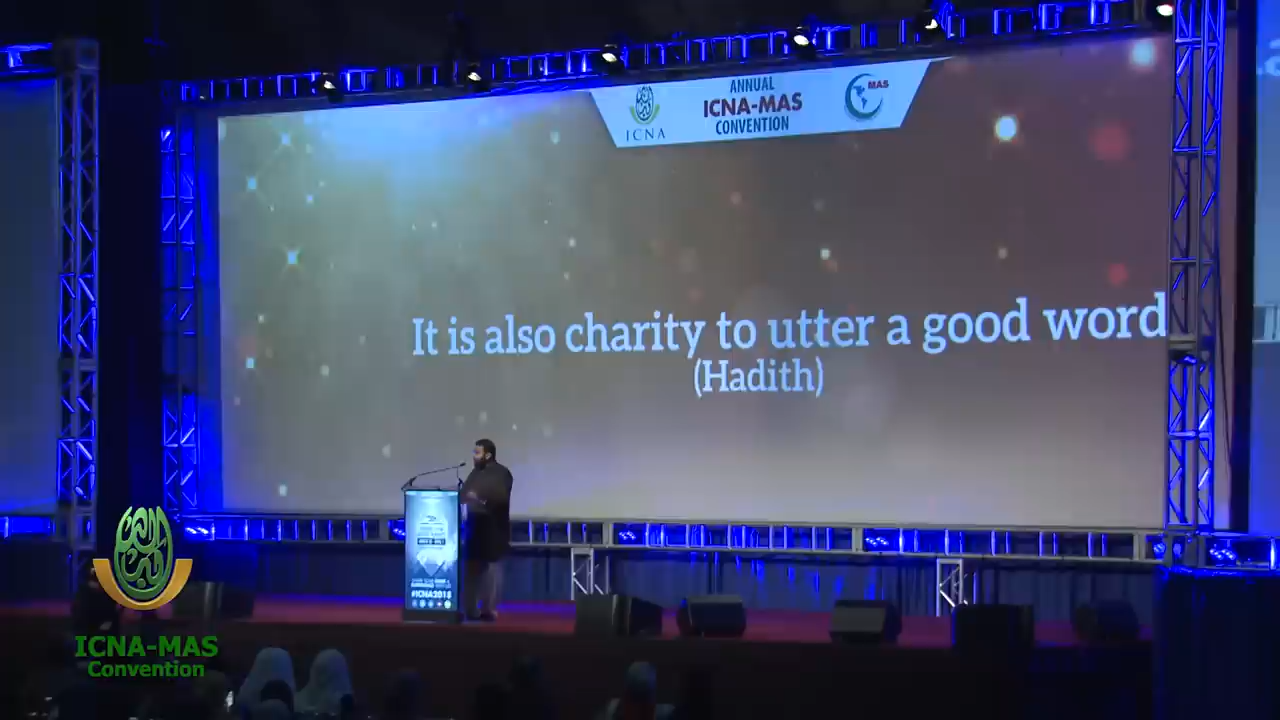 ANNUAL
ICNA-MAS
CONVENTION
ICNA
MAS
It is also charity to utter a good word
(Hadith)
#ICNA2018
ICNA-MAS
Convention